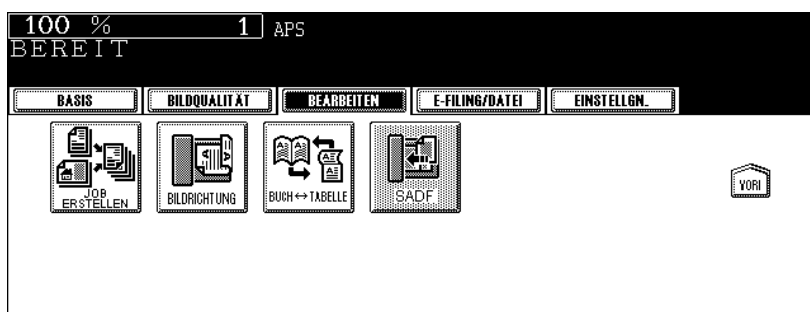 100 % 1 APS
BEREIT
BASIS BILDQUALITÄT BEARBEITEN E-FILING/DATEI EINSTELLGN.
JOB
ERSTELLEN
BILDRICHTUNG
BUCH↔TABELLE
SADF
VORI